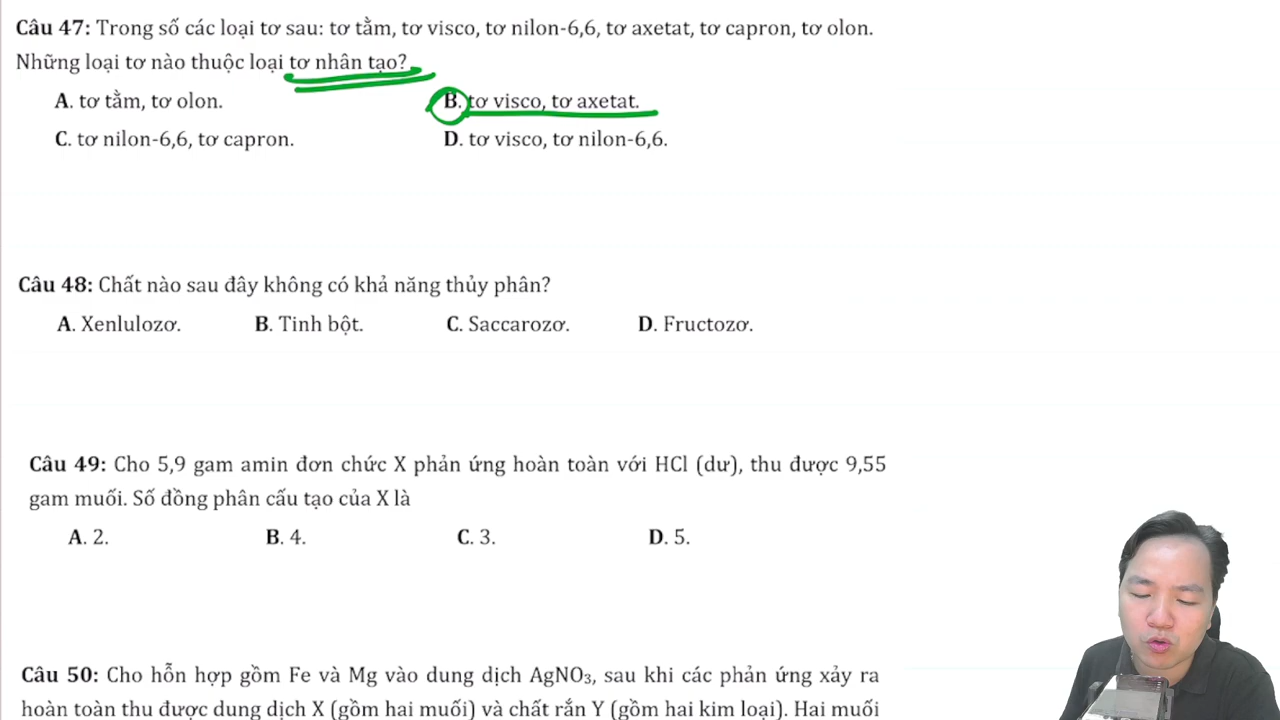 Câu 47: Trong số các loại tơ sau: tơ tằm, tơ visco, tơ nilon-6,6, tơ axetat, tơ capron, tơ olon.
Những loại tơ nào thuộc loại tơ nhân tạo?
A. tơ tằm, tơ olon. B. tơ visco, tơ axetat.
C. tơ nilon-6,6, tơ capron. D. tơ visco, tơ nilon-6,6.
Câu 48: Chất nào sau đây không có khả năng thủy phân?
A. Xenlulozơ. B. Tinh bột. C. Saccarozơ. D. Fructozơ.
Câu 49: Cho 5,9 gam amin đơn chức X phản ứng hoàn toàn với HCl (dư), thu được 9,55
gam muối. Số đồng phân cấu tạo của X là
A. 2. B. 4. C. 3. D. 5.
Câu 50: Cho hỗn hợp gồm Fe và Mg vào dung dịch AgNO₃, sau khi các phản ứng xảy ra
hoàn toàn thu được dung dịch X (gồm hai muối) và chất rắn Y (gồm hai kim loại). Hai muối